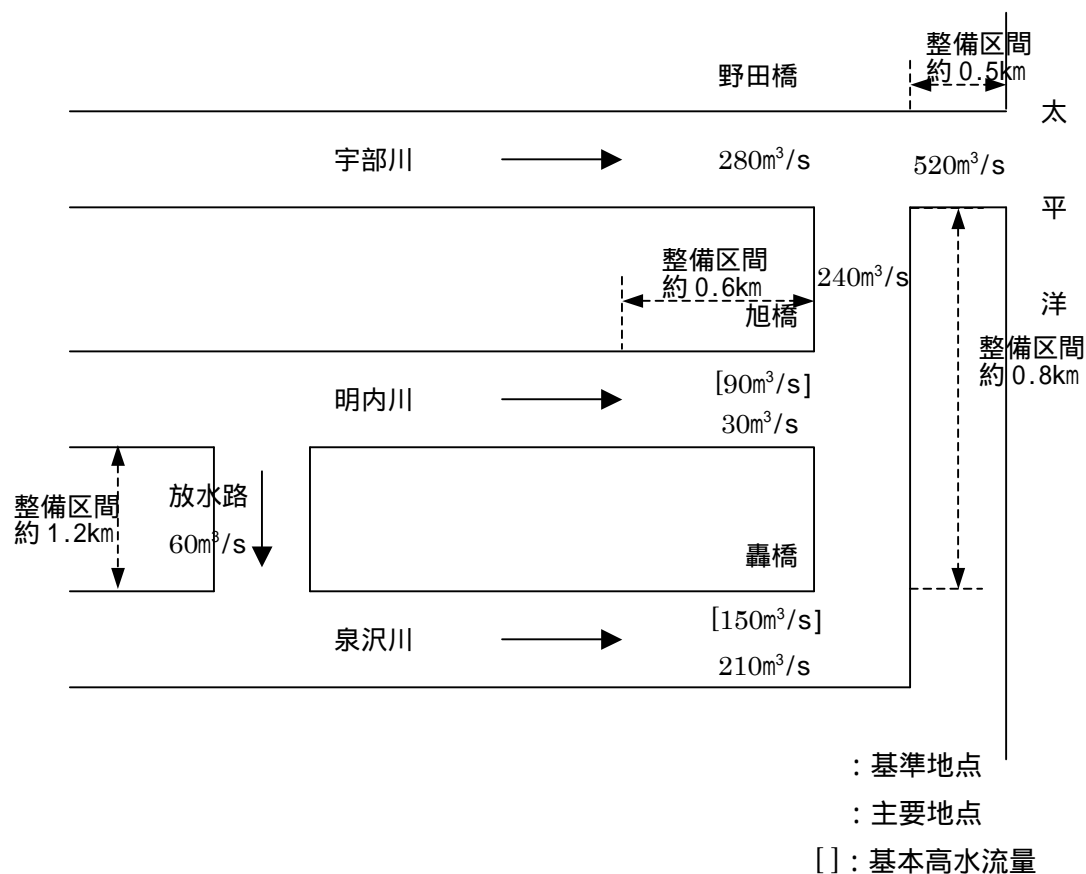 整備区間
約0.5km
野田橋
太
平
洋
宇部川
280m³/s
520m³/s
整備区間
約0.6km
240m³/s
旭橋
整備区間
約0.8km
明内川
[90m³/s]
30m³/s
整備区間
約1.2km
放水路
60m³/s
轟橋
泉沢川
[150m³/s]
210m³/s
：基準地点
：主要地点
[]：基本高水流量